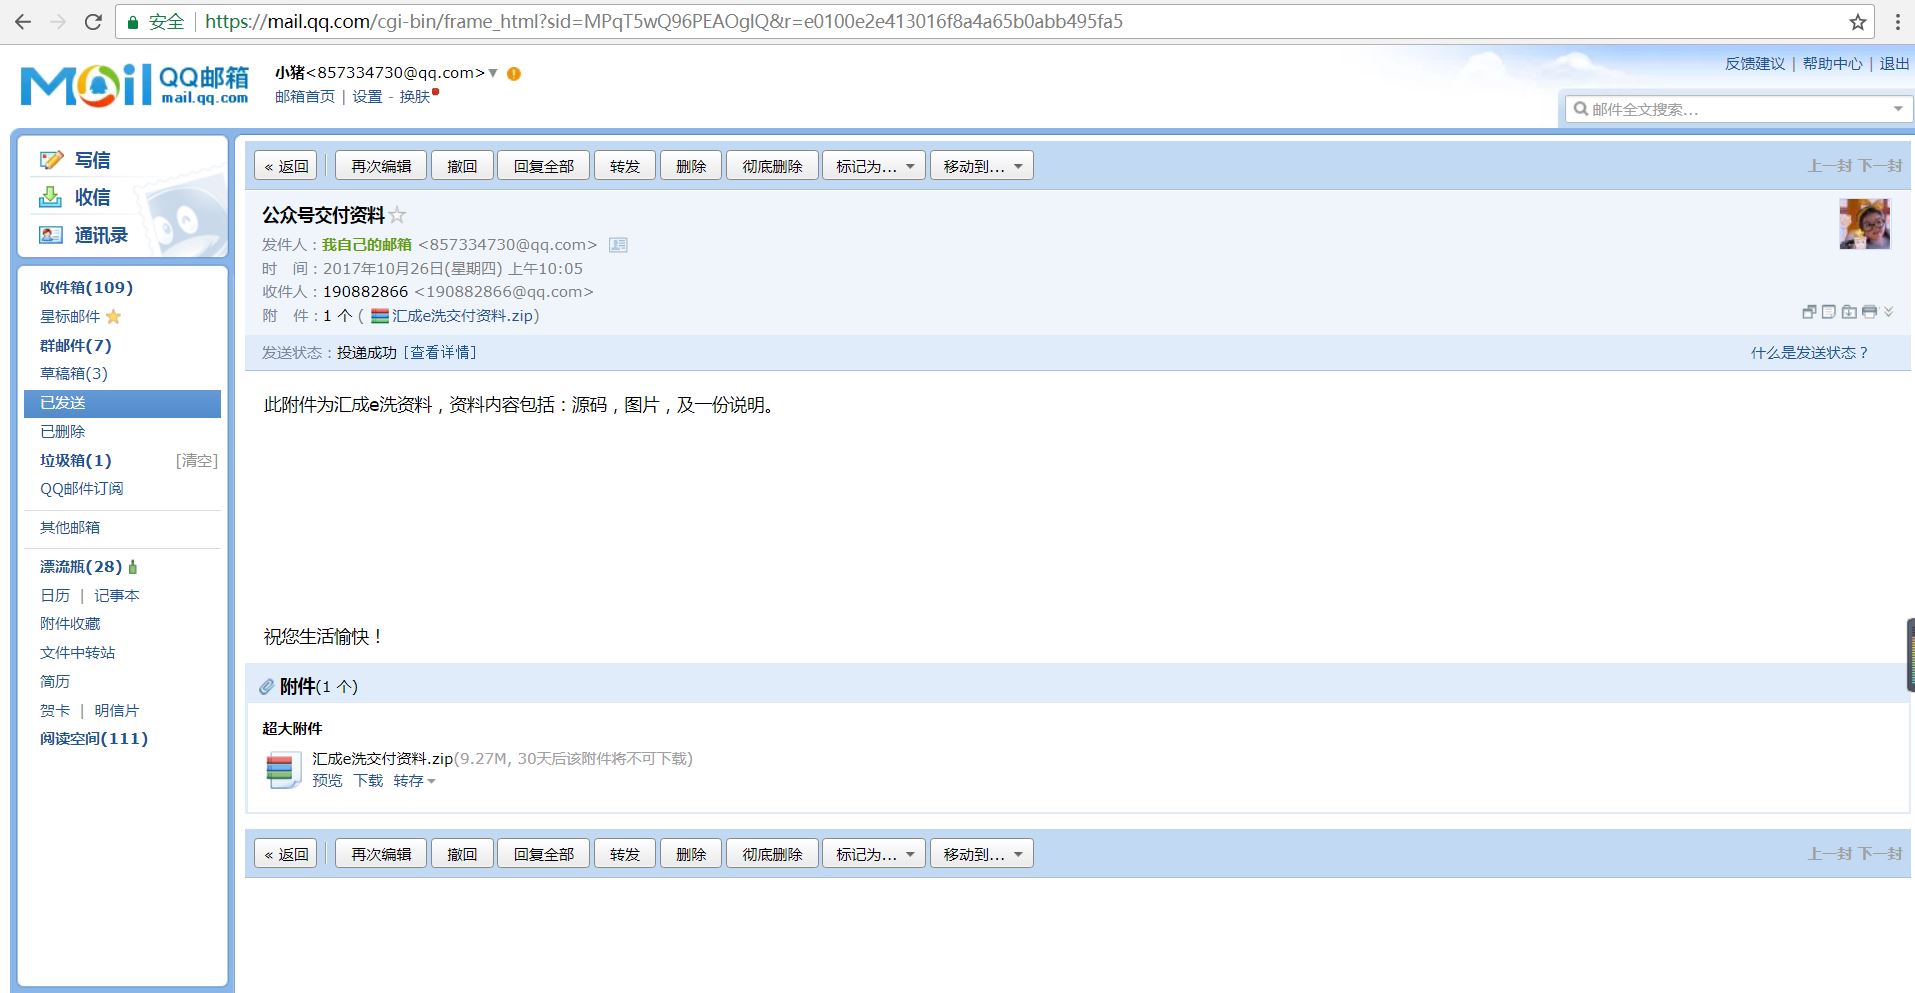 安全 https://mail.qq.com/cgi-bin/frame_html?sid=MPqT5wQ96PEAOglQ&r=e0100e2e413016f8a4a65b0abb495fa5
Mail QQ邮箱 mail.qq.com
小猪<857334730@qq.com>
邮箱首页 | 设置 - 换肤
反馈建议 | 帮助中心 | 退出
邮件全文搜索...
写信
收信
通讯录
收件箱(109)
星标邮件
群邮件(7)
草稿箱(3)
已发送
已删除
垃圾箱(1) [清空]
QQ邮件订阅
其他邮箱
漂流瓶(28)
日历 | 记事本
附件收藏
文件中转站
简历
贺卡 | 明信片
阅读空间(111)
« 返回 再次编辑 撤回 回复全部 转发 删除 彻底删除 标记为... 移动到... 上一封 下一封
公众号交付资料
发件人：我自己的邮箱 <857334730@qq.com>
时 间：2017年10月26日(星期四) 上午10:05
收件人：190882866 <190882866@qq.com>
附 件：1 个 ( 汇成e洗交付资料.zip)
发送状态：投递成功 [查看详情] 什么是发送状态？
此附件为汇成e洗资料，资料内容包括：源码，图片，及一份说明。
祝您生活愉快！
附件(1 个)
超大附件
汇成e洗交付资料.zip(9.27M, 30天后该附件将不可下载)
预览 下载 转存
« 返回 再次编辑 撤回 回复全部 转发 删除 彻底删除 标记为... 移动到... 上一封 下一封